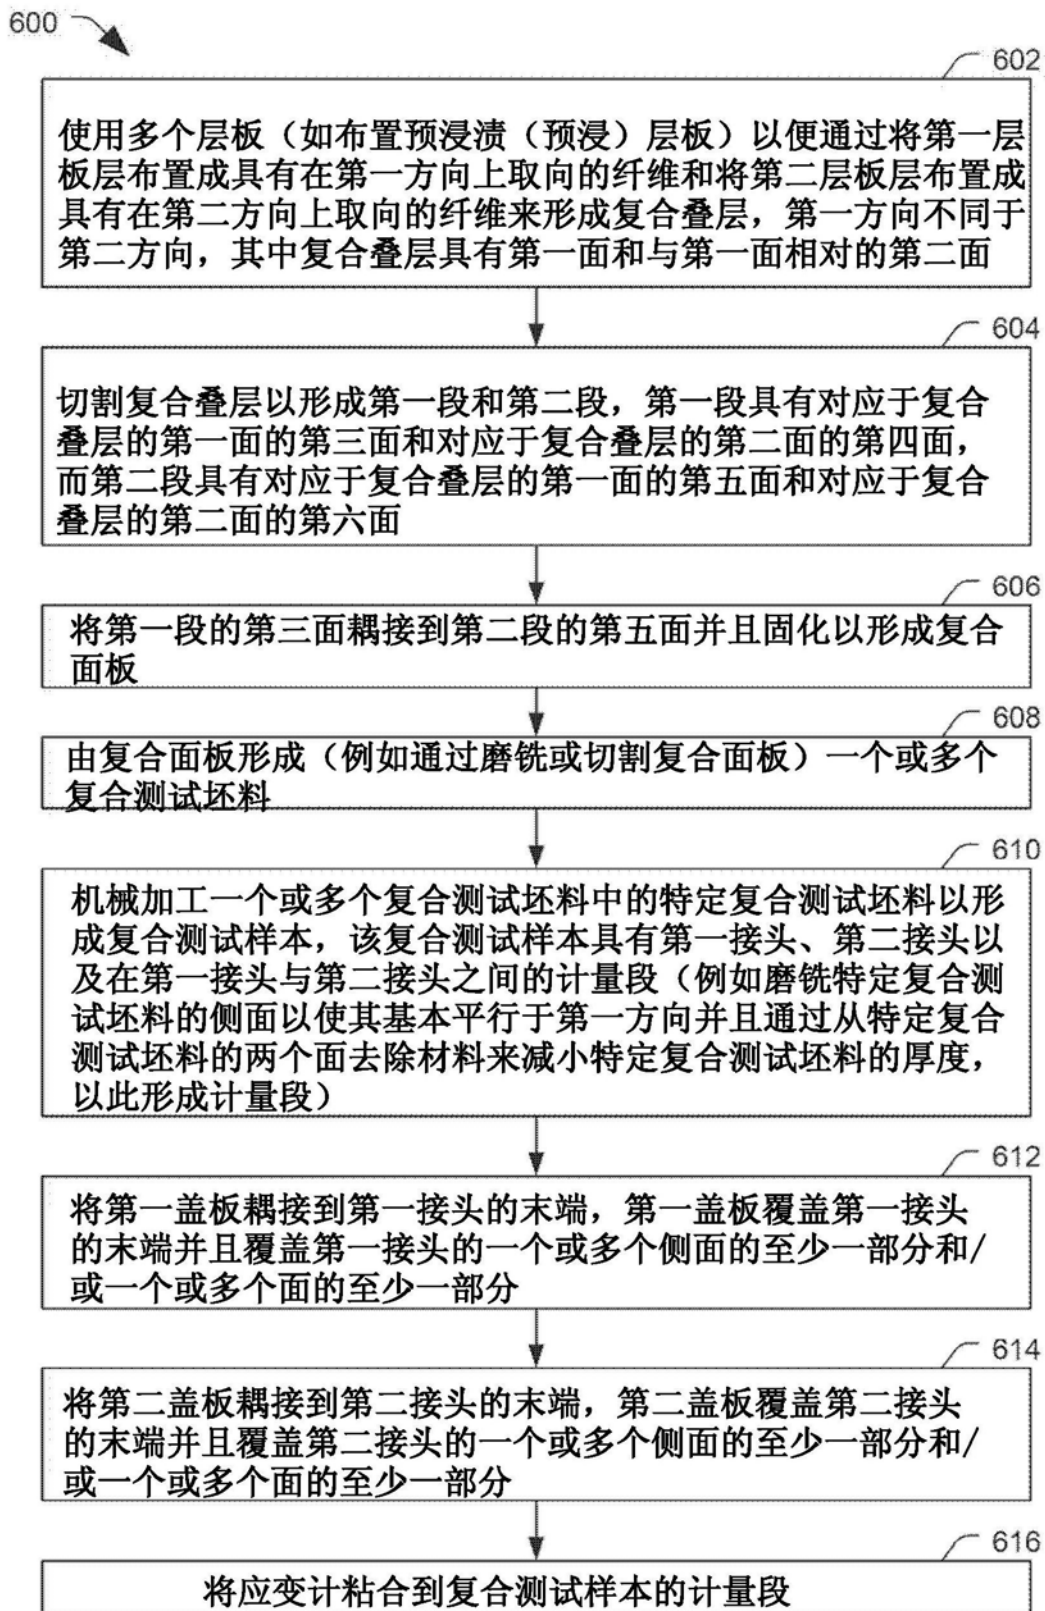 600
602
使用多个层板（如布置预浸渍（预浸）层板）以便通过将第一层
板层布置成具有在第一方向上取向的纤维和将第二层板层布置成
具有在第二方向上取向的纤维来形成复合叠层，第一方向不同于
第二方向，其中复合叠层具有第一面和与第一面相对的第二面
604
切割复合叠层以形成第一段和第二段，第一段具有对应于复合
叠层的第一面的第三面和对应于复合叠层的第二面的第四面，
而第二段具有对应于复合叠层的第一面的第五面和对应于复合
叠层的第二面的第六面
606
将第一段的第三面耦接到第二段的第五面并且固化以形成复合
面板
608
由复合面板形成（例如通过磨铣或切割复合面板）一个或多个
复合测试坯料
610
机械加工一个或多个复合测试坯料中的特定复合测试坯料以形
成复合测试样本，该复合测试样本具有第一接头、第二接头以
及在第一接头与第二接头之间的计量段（例如磨铣特定复合测
试坯料的侧面以使其基本平行于第一方向并且通过从特定复合
测试坯料的两个面去除材料来减小特定复合测试坯料的厚度，
以此形成计量段）
612
将第一盖板耦接到第一接头的末端，第一盖板覆盖第一接头
的末端并且覆盖第一接头的一个或多个侧面的至少一部分和/
或一个或多个面的至少一部分
614
将第二盖板耦接到第二接头的末端，第二盖板覆盖第二接头
的末端并且覆盖第二接头的一个或多个侧面的至少一部分和/
或一个或多个面的至少一部分
616
将应变计粘合到复合测试样本的计量段